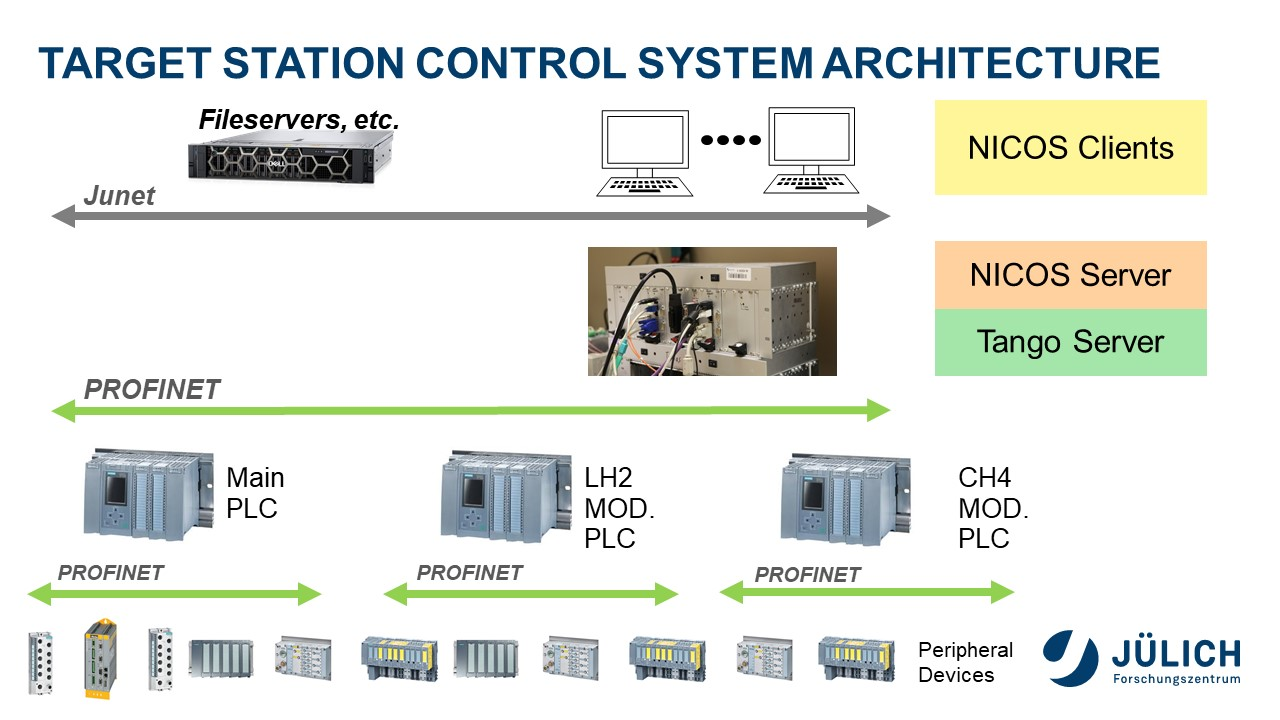 TARGET STATION CONTROL SYSTEM ARCHITECTURE
Fileservers, etc.
DELL
NICOS Clients
Junet
NICOS Server
Tango Server
PROFINET
Main
PLC
LH2
MOD.
PLC
CH4
MOD.
PLC
PROFINET
PROFINET
PROFINET
Peripheral
Devices
JÜLICH
Forschungszentrum